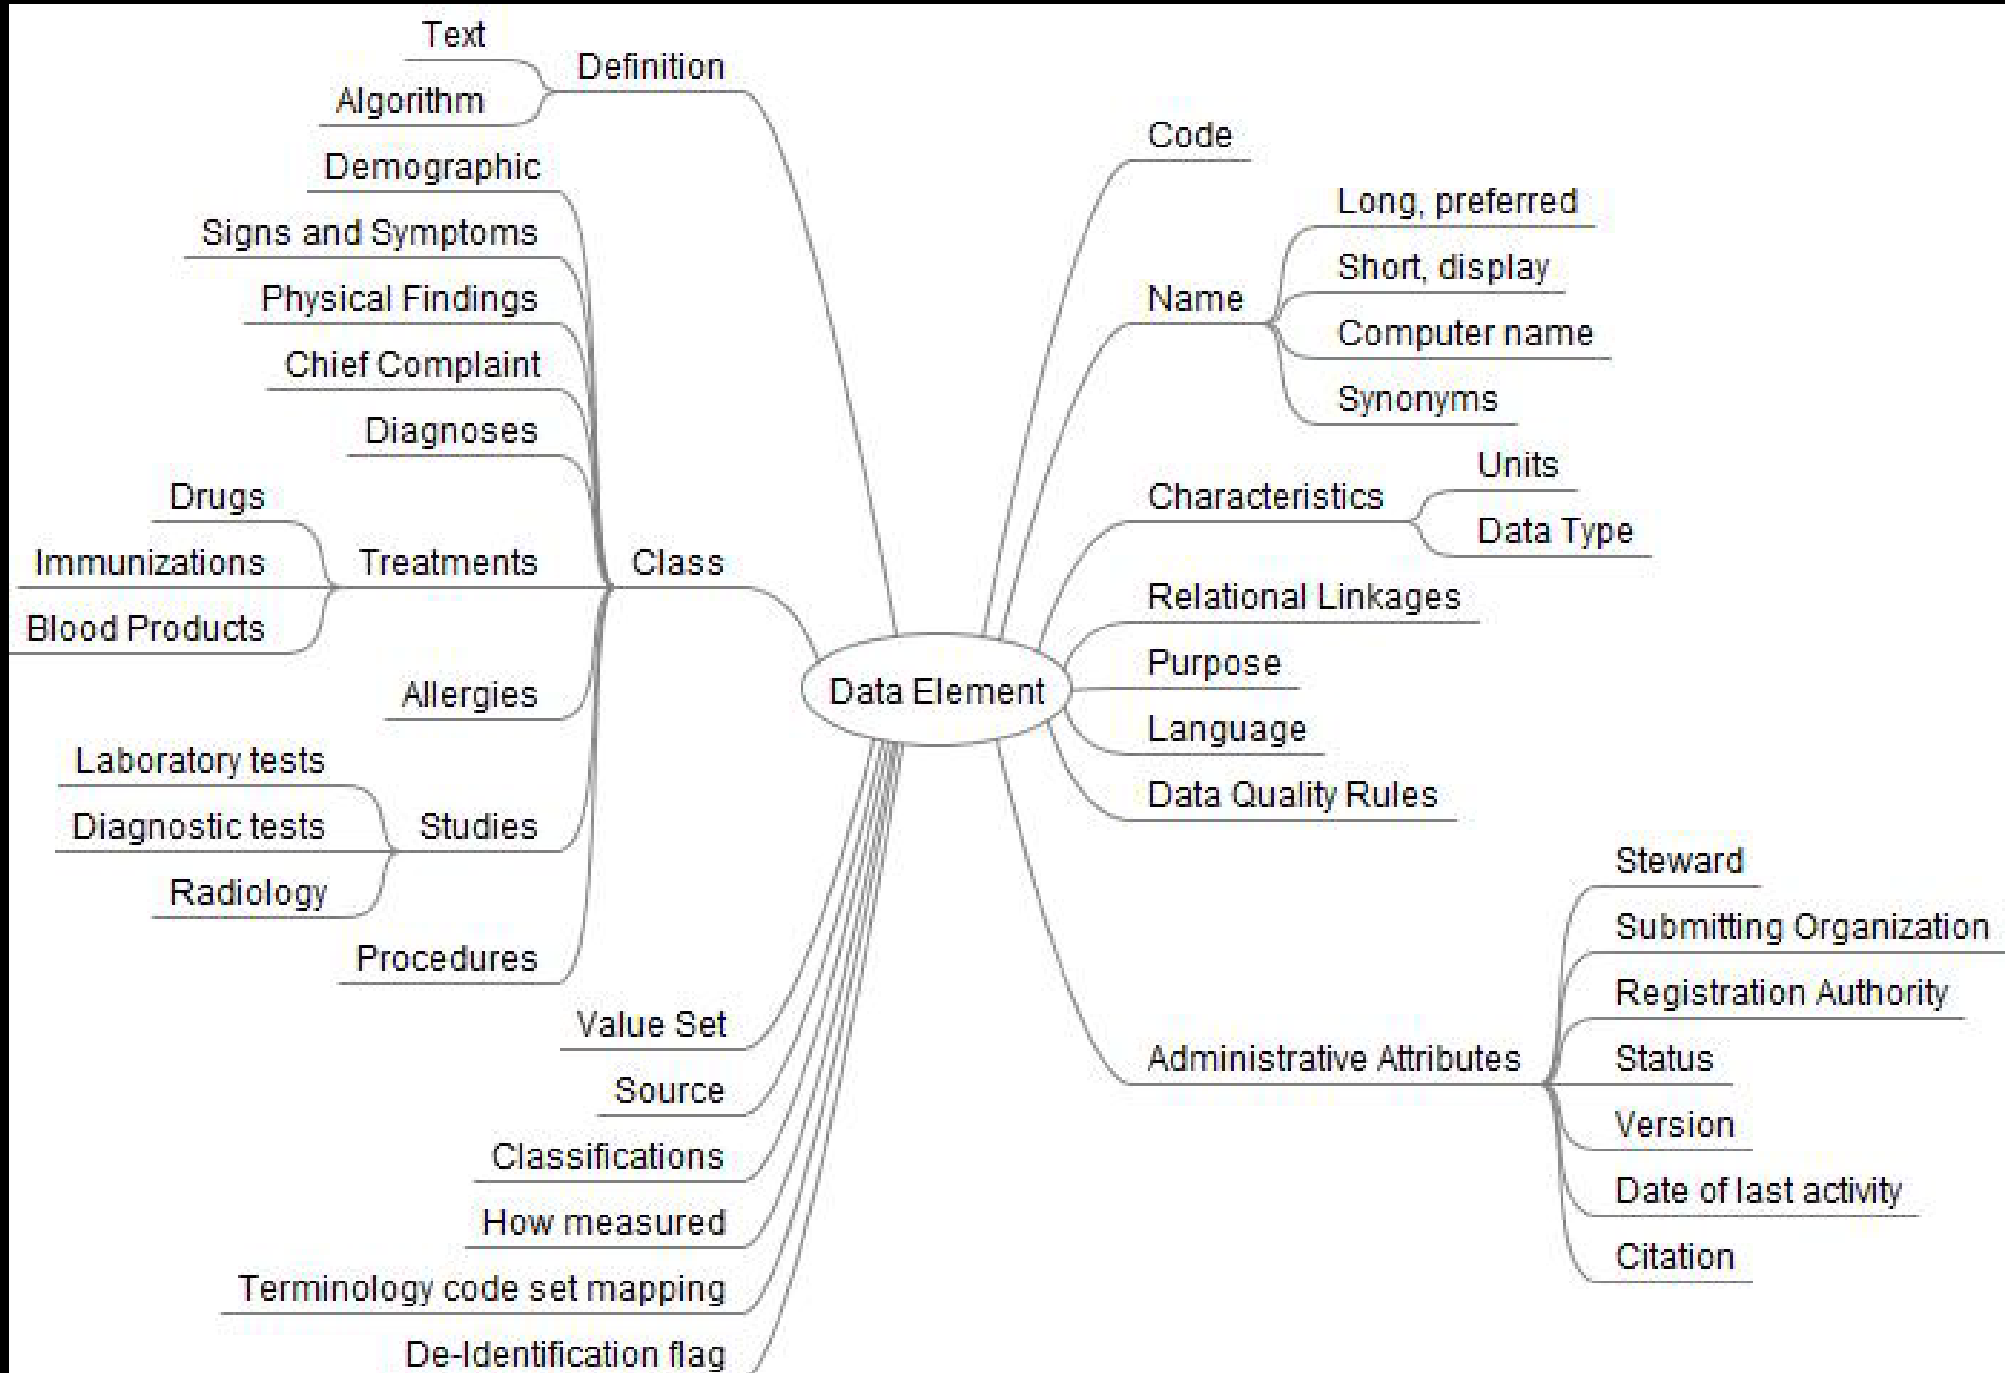 Text
Definition
Algorithm
Demographic
Signs and Symptoms
Physical Findings
Chief Complaint
Diagnoses
Drugs
Immunizations
Blood Products
Treatments
Class
Allergies
Laboratory tests
Diagnostic tests
Radiology
Studies
Procedures
Value Set
Source
Classifications
How measured
Terminology code set mapping
De-Identification flag
Data Element
Code
Name
Long, preferred
Short, display
Computer name
Synonyms
Characteristics
Units
Data Type
Relational Linkages
Purpose
Language
Data Quality Rules
Administrative Attributes
Steward
Submitting Organization
Registration Authority
Status
Version
Date of last activity
Citation